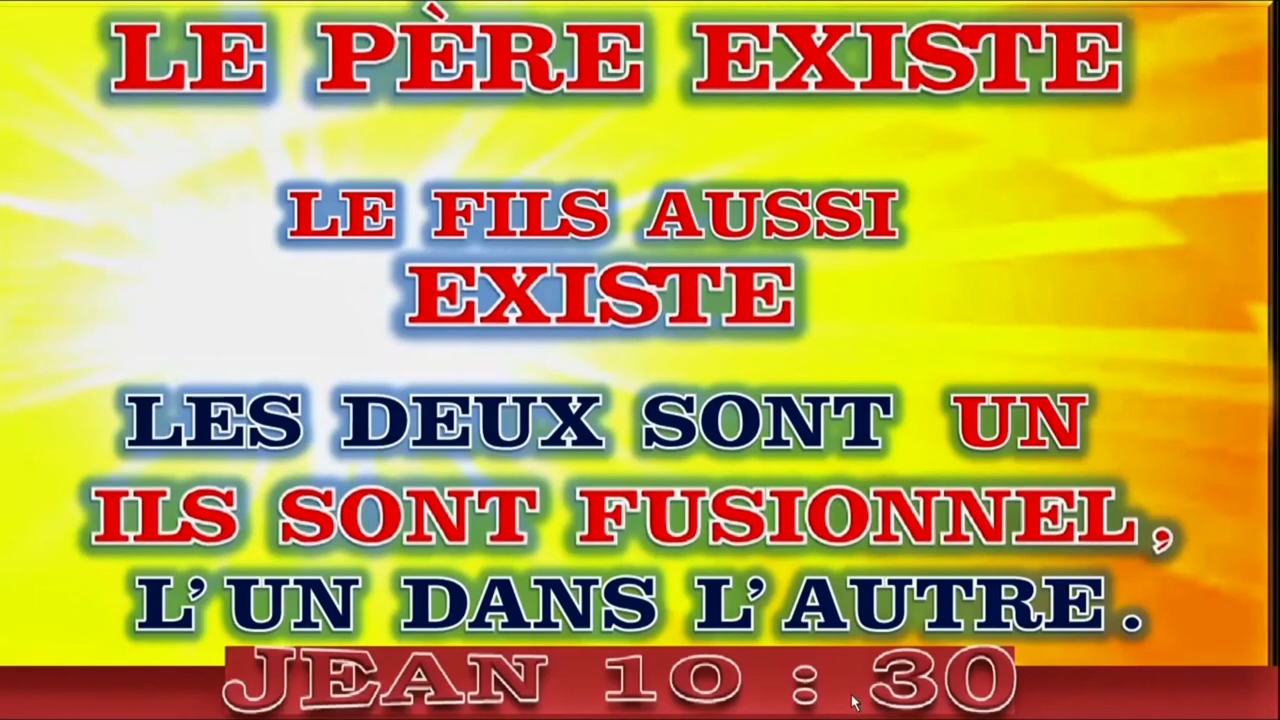 LE PÈRE EXISTE
LE FILS AUSSI
EXISTE
LES DEUX SONT UN
ILS SONT FUSIONNEL,
L'UN DANS L'AUTRE.
JEAN 10 : 30